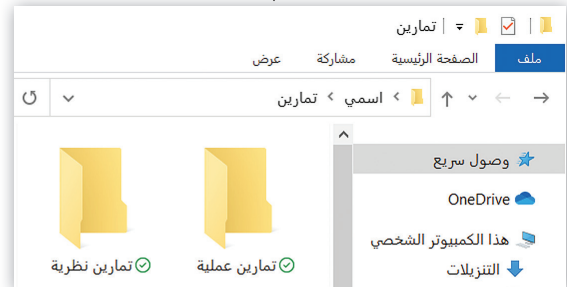 تمارين
ملف الصفحة الرئيسية مشاركة عرض
اسمي › تمارين
وصول سريع
OneDrive
هذا الكمبيوتر الشخصي
التنزيلات
تمارين عملية
تمارين نظرية